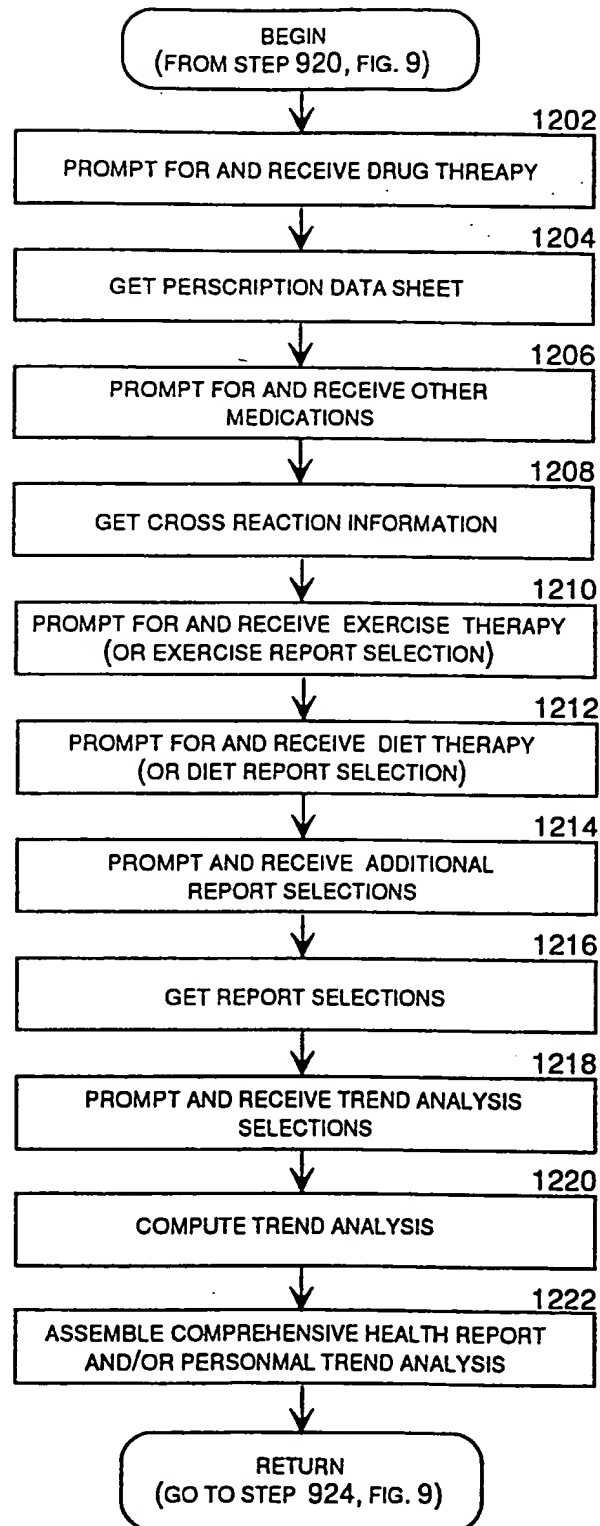 BEGIN
(FROM STEP 920, FIG. 9)
1202
PROMPT FOR AND RECEIVE DRUG THREAPY
1204
GET PERSCRIPTION DATA SHEET
1206
PROMPT FOR AND RECEIVE OTHER
MEDICATIONS
1208
GET CROSS REACTION INFORMATION
1210
PROMPT FOR AND RECEIVE EXERCISE THERAPY
(OR EXERCISE REPORT SELECTION)
1212
PROMPT FOR AND RECEIVE DIET THERAPY
(OR DIET REPORT SELECTION)
1214
PROMPT AND RECEIVE ADDITIONAL
REPORT SELECTIONS
1216
GET REPORT SELECTIONS
1218
PROMPT AND RECEIVE TREND ANALYSIS
SELECTIONS
1220
COMPUTE TREND ANALYSIS
1222
ASSEMBLE COMPREHENSIVE HEALTH REPORT
AND/OR PERSONMAL TREND ANALYSIS
RETURN
(GO TO STEP 924, FIG. 9)